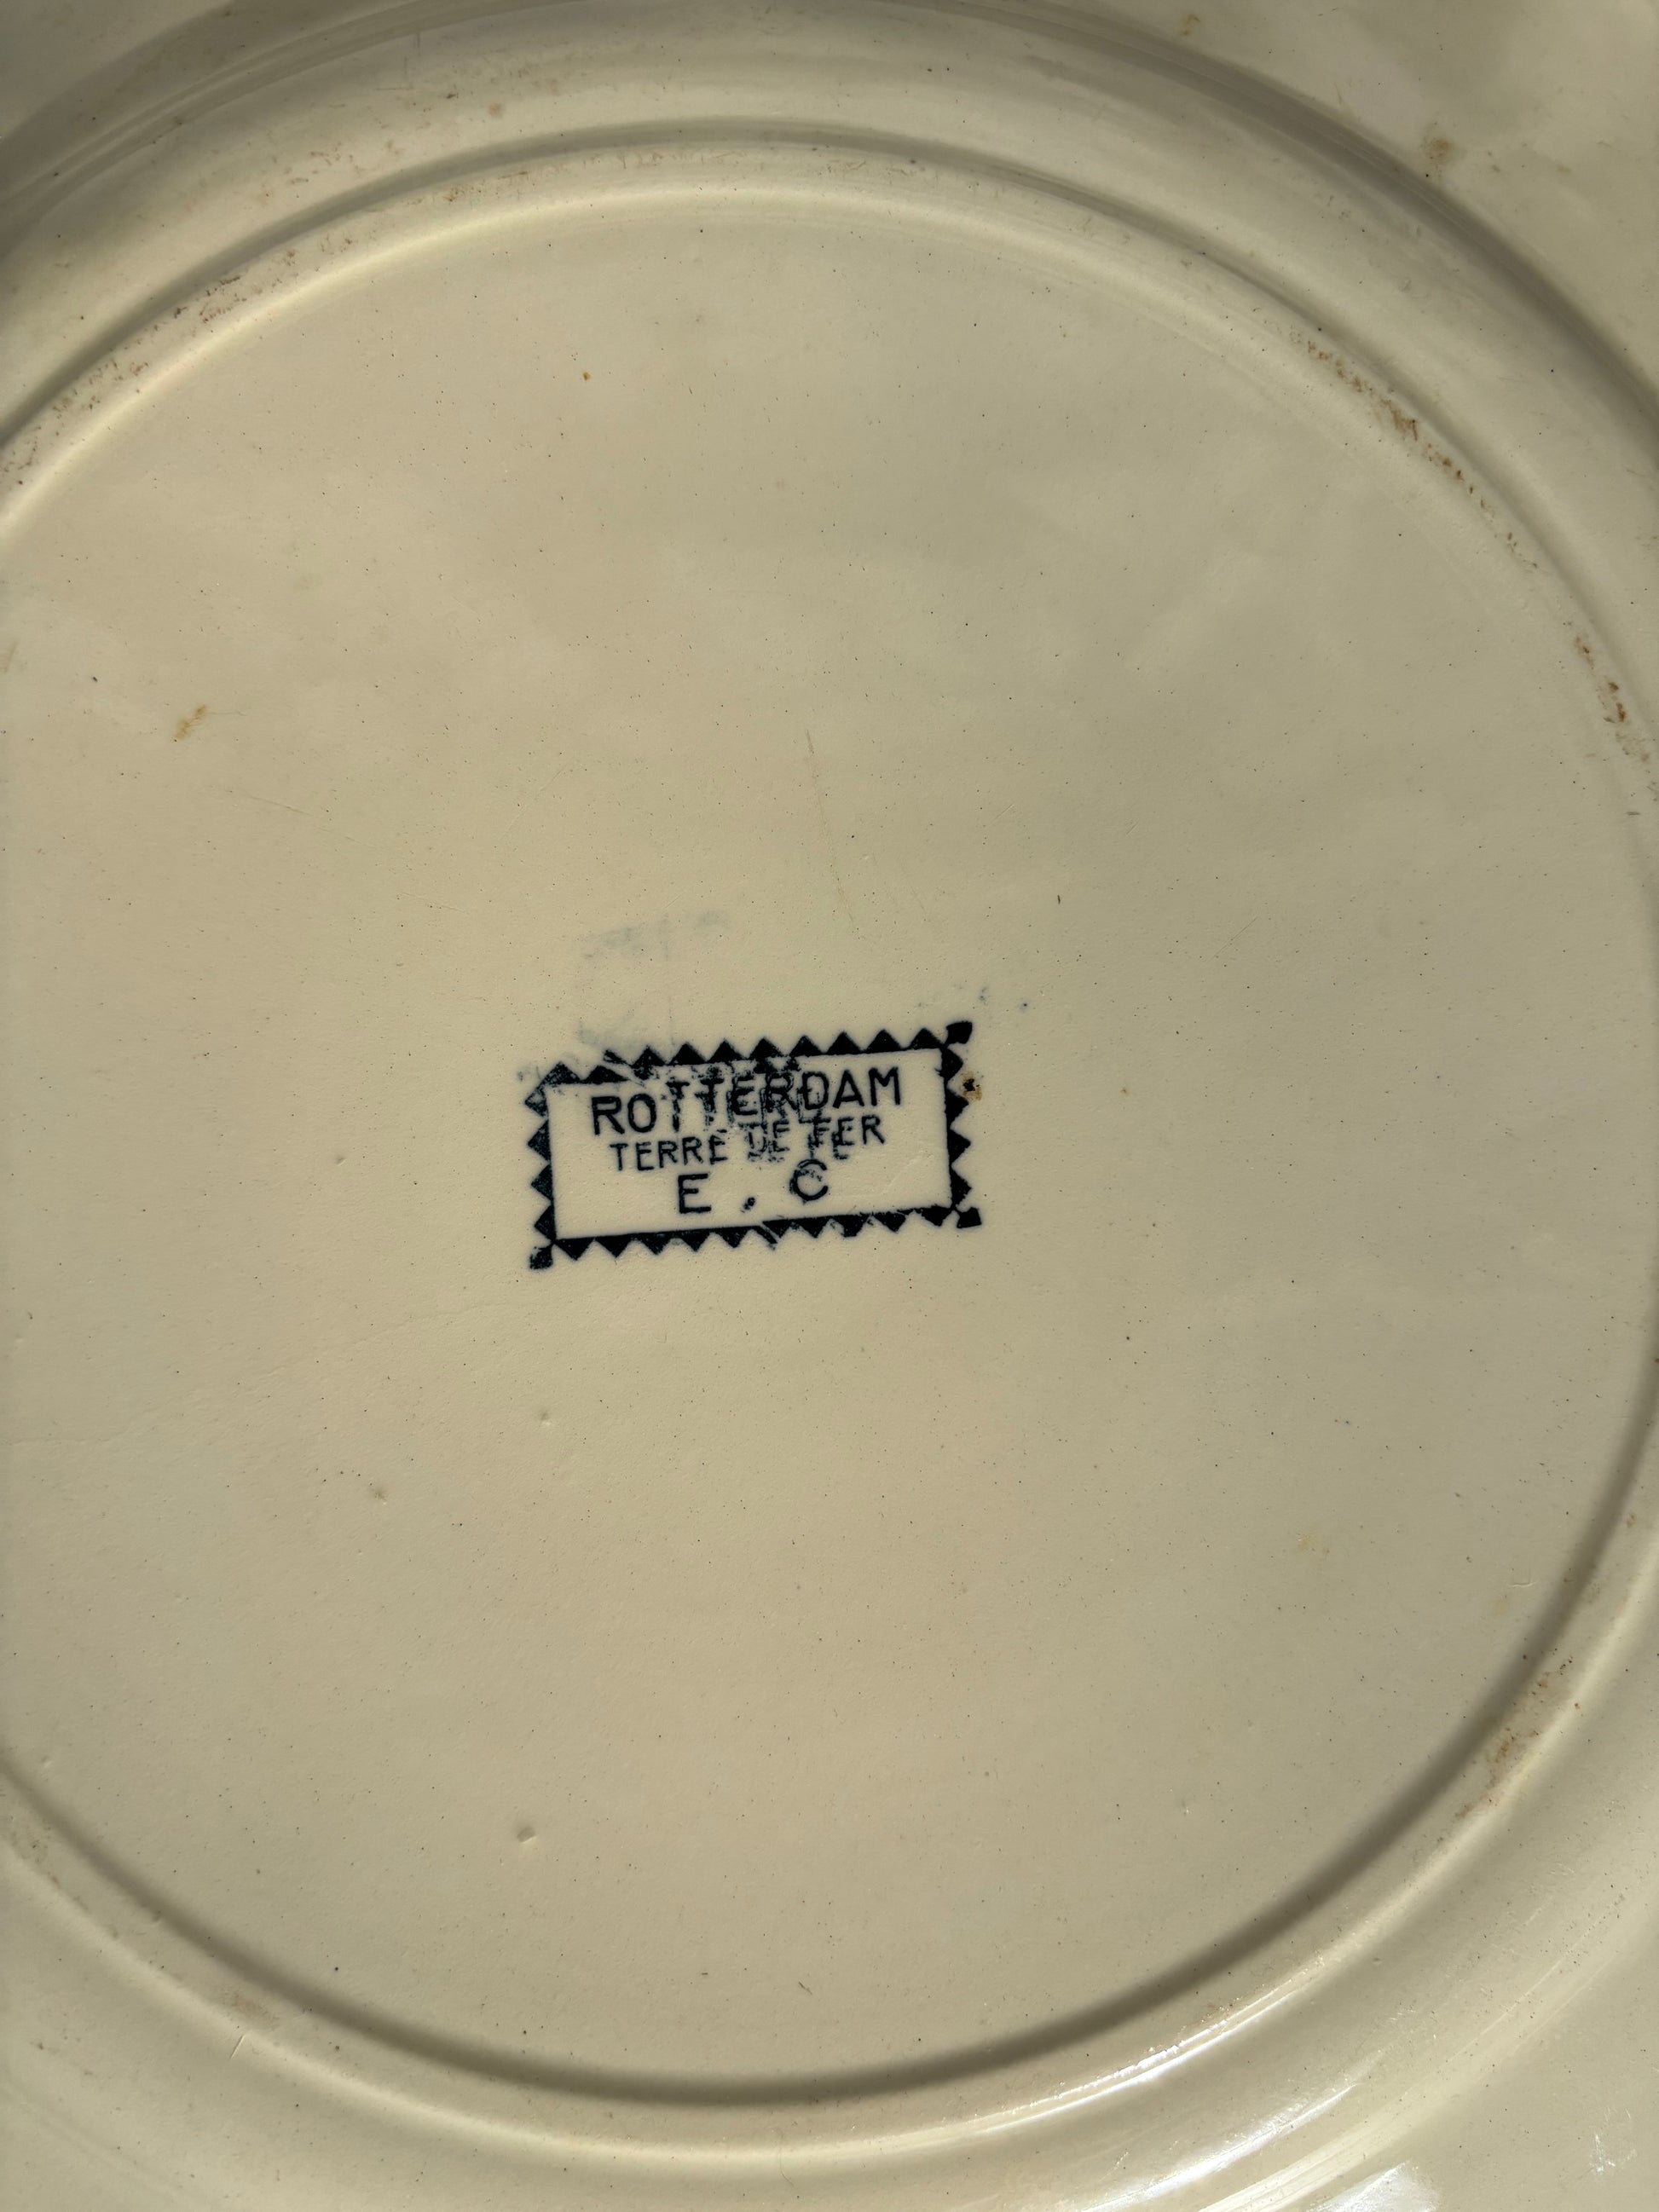 ROTTERDAM
TERRE DE FER
E. C